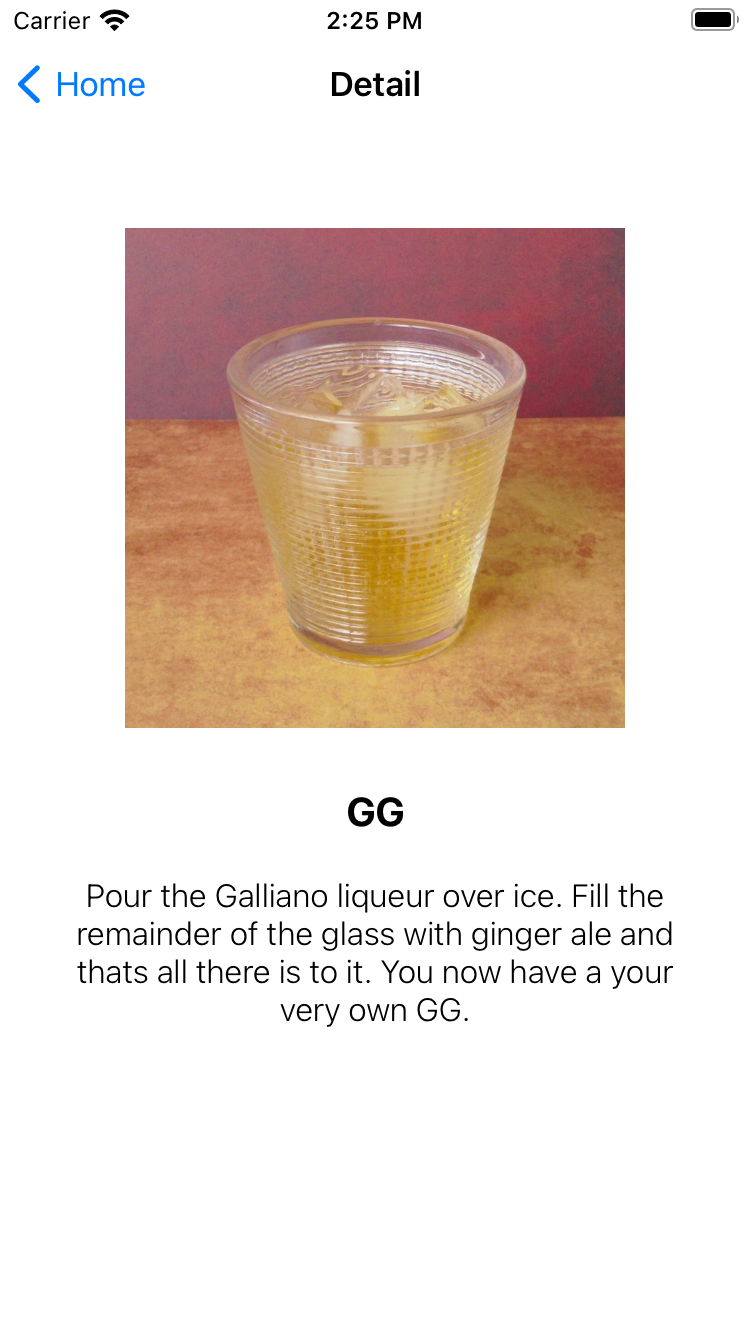 Carrier
2:25 PM
Home
Detail
GG
Pour the Galliano liqueur over ice. Fill the
remainder of the glass with ginger ale and
thats all there is to it. You now have a your
very own GG.